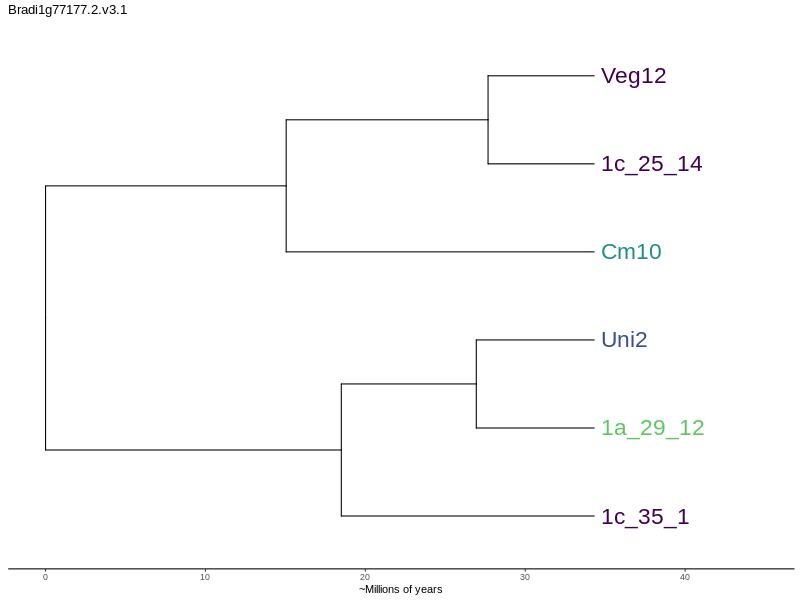 Bradi1g77177.2.v3.1
Veg12
1c_25_14
Cm10
Uni2
1a_29_12
1c_35_1
0 10 20 30 40
~Millions of years